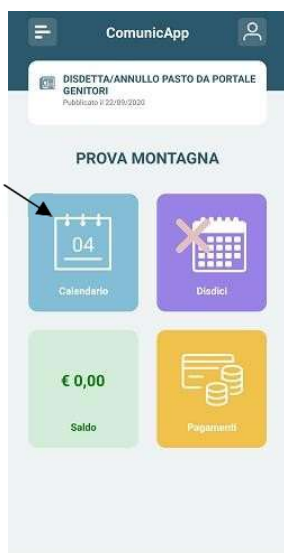 ComunicApp
DISDETTA/ANNULLO PASTO DA PORTALE
GENITORI
Pubblicato il 22/09/2020
PROVA MONTAGNA
04
Calendario
Disdici
€ 0,00
Saldo
Pagamenti